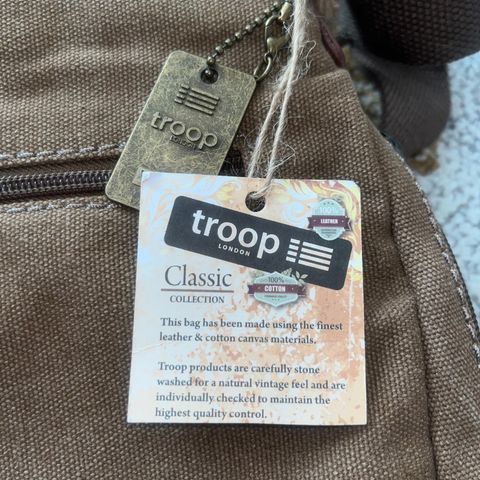 troop
LONDON
troop
LONDON
100%
LEATHER
Classic
COLLECTION
100%
COTTON
This bag has been made using the finest
leather & cotton canvas materials.
Troop products are carefully stone
washed for a natural vintage feel and are
individually checked to maintain the
highest quality control.